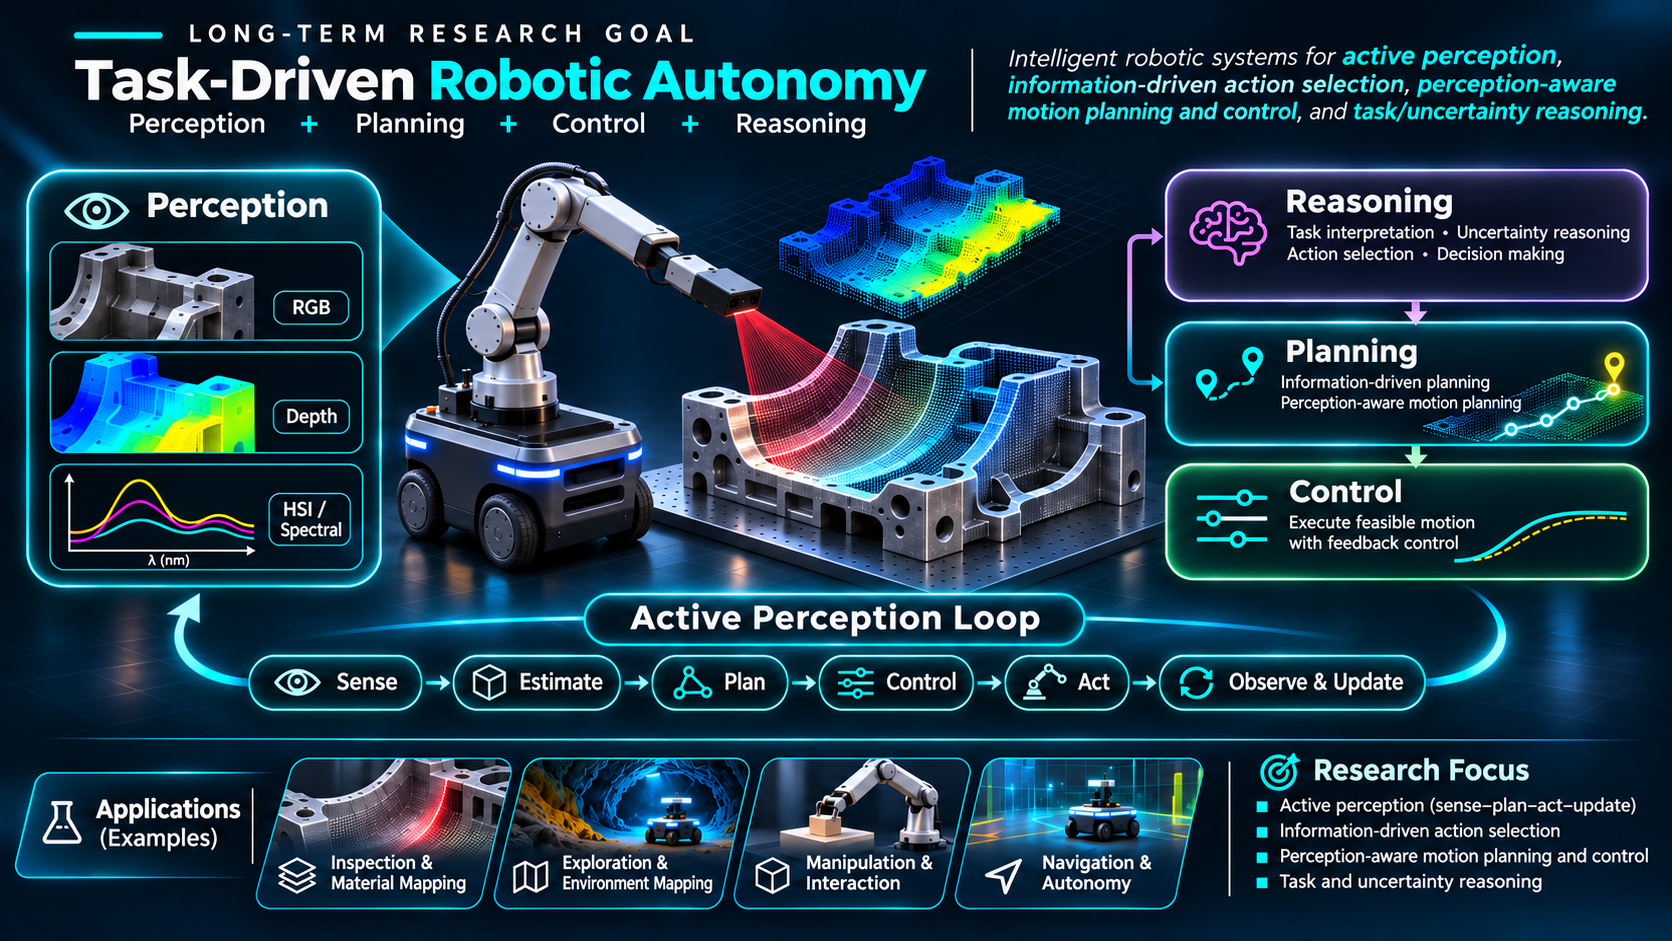 LONG-TERM RESEARCH GOAL
Task-Driven Robotic Autonomy
Perception + Planning + Control + Reasoning
Intelligent robotic systems for active perception,
information-driven action selection, perception-aware
motion planning and control, and task/uncertainty reasoning.
Perception
RGB
Depth
HSI /
Spectral
λ (nm)
Reasoning
Task interpretation • Uncertainty reasoning
Action selection • Decision making
Planning
Information-driven planning
Perception-aware motion planning
Control
Execute feasible motion
with feedback control
Active Perception Loop
Sense
Estimate
Plan
Control
Act
Observe & Update
Applications
(Examples)
Inspection &
Material Mapping
Exploration &
Environment Mapping
Manipulation &
Interaction
Navigation &
Autonomy
Research Focus
Active perception (sense–plan–act–update)
Information-driven action selection
Perception-aware motion planning and control
Task and uncertainty reasoning